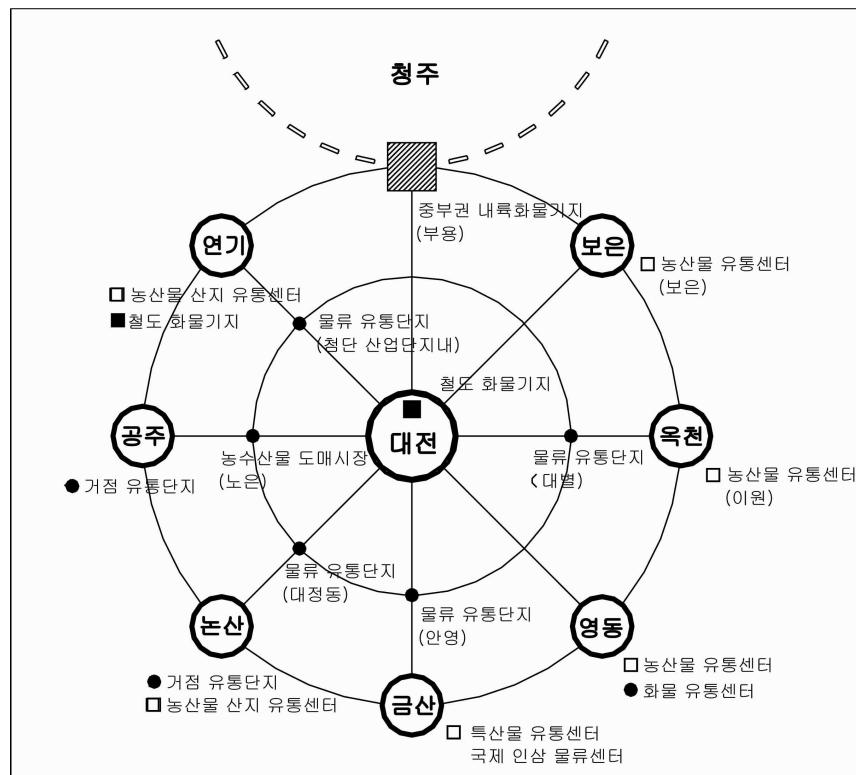 청주
중부권 내륙화물기지
(부용)
연기
보은
농산물 유통센터
(보은)
농산물 산지 유통센터
철도 화물기지
물류 유통단지
(첨단 산업단지내)
철도 화물기지
공주
대전
옥천
농수산물 도매시장
(노은)
물류 유통단지
(대별)
농산물 유통센터
(이원)
거점 유통단지
물류 유통단지
(대정동)
물류 유통단지
(안영)
논산
영동
거점 유통단지
농산물 산지 유통센터
농산물 유통센터
화물 유통센터
금산
특산물 유통센터
국제 인삼 물류센터